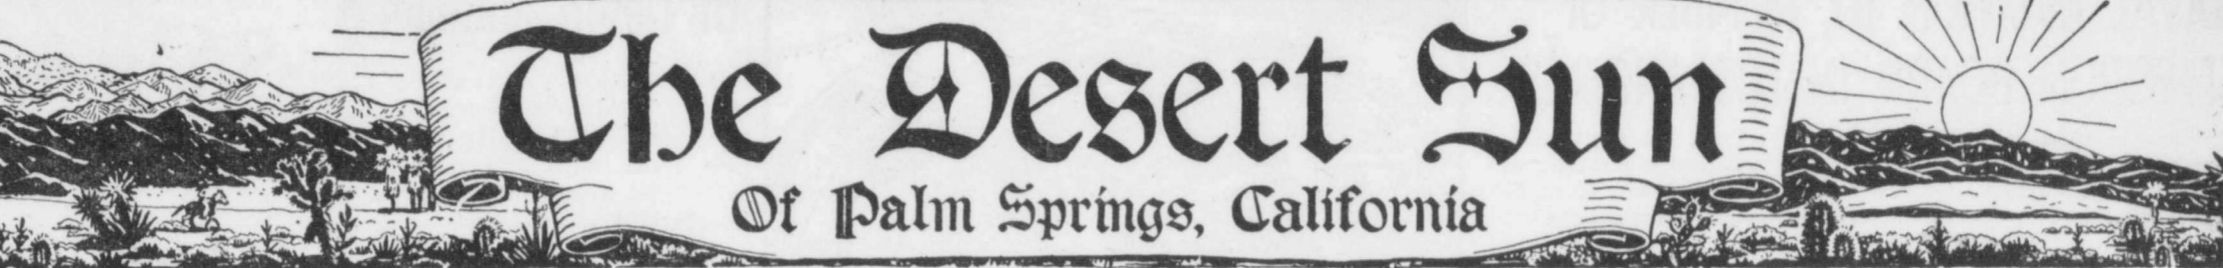 The Desert Sun
Of Palm Springs, California